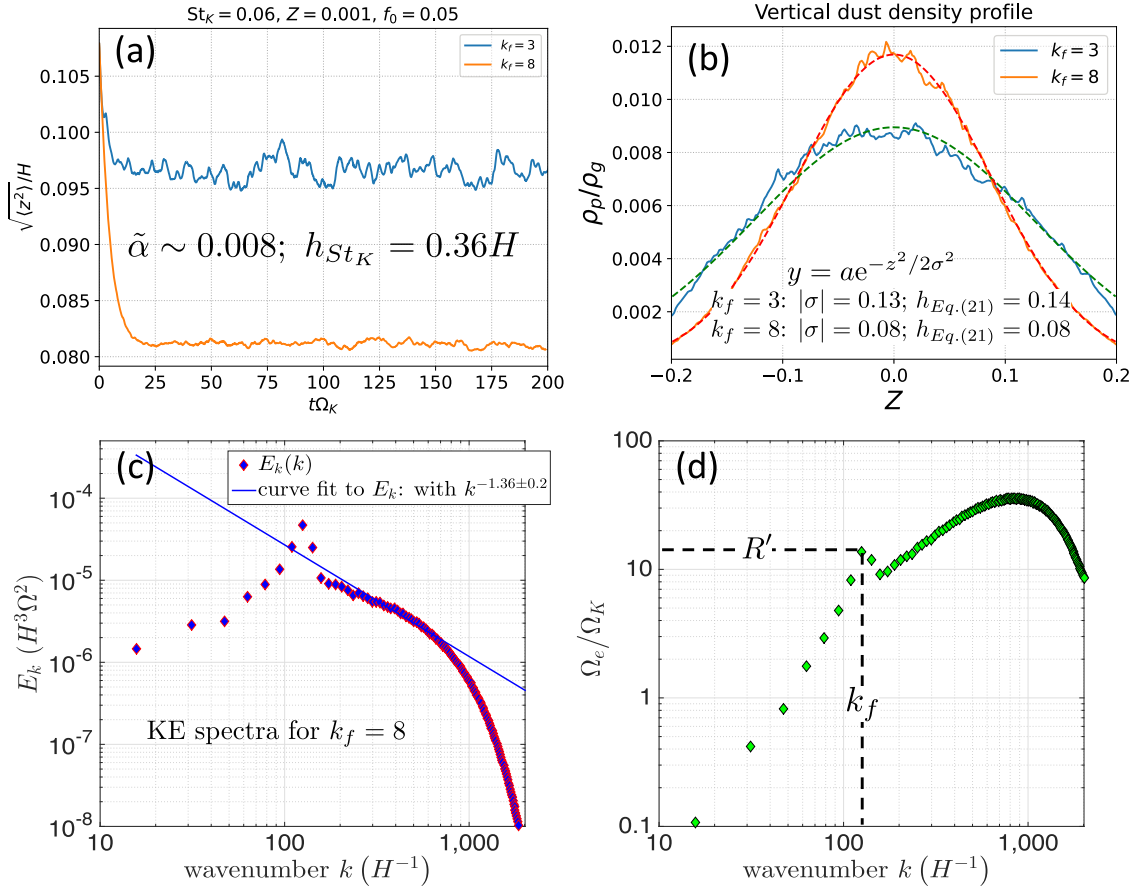 St_K = 0.06, Z = 0.001, f_0 = 0.05
(a)
k_f = 3
k_f = 8
0.105
0.100
0.095
0.090
0.085
0.080
√⟨z²⟩/H
α̃ ~ 0.008; h_{St_K} = 0.36H
0 25 50 75 100 125 150 175 200
tΩ_K
Vertical dust density profile
(b)
k_f = 3
k_f = 8
0.012
0.010
0.008
0.006
0.004
0.002
ρ_p/ρ_g
y = ae^{−z²/2σ²}
k_f = 3: |σ| = 0.13; h_{Eq.(21)} = 0.14
k_f = 8: |σ| = 0.08; h_{Eq.(21)} = 0.08
−0.2 −0.1 0.0 0.1 0.2
Z
(c)
E_k(k)
curve fit to E_k: with k^{−1.36±0.2}
10^{-4}
10^{-5}
10^{-6}
10^{-7}
10^{-8}
E_k (H³Ω²)
KE spectra for k_f = 8
10 100 1,000
wavenumber k (H^{−1})
(d)
100
10
1
0.1
Ω_e/Ω_K
R′
k_f
10 100 1,000
wavenumber k (H^{−1})